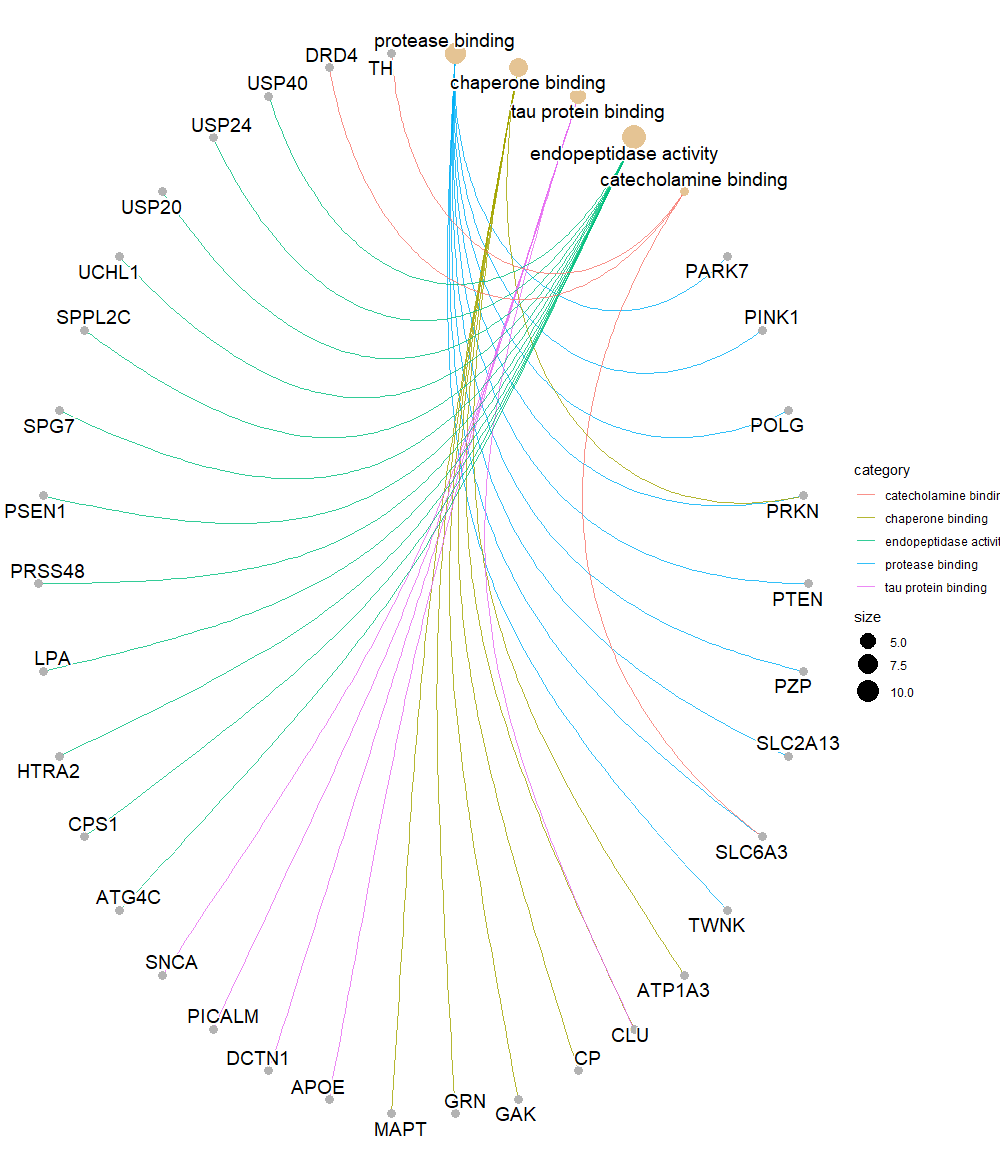 protease binding
DRD4
TH
USP40
chaperone binding
tau protein binding
USP24
endopeptidase activity
catecholamine binding
USP20
UCHL1
PARK7
SPPL2C
PINK1
SPG7
POLG
category
catecholamine bindin
PSEN1
PRKN
chaperone binding
endopeptidase activit
protease binding
PRSS48
tau protein binding
PTEN
size
5.0
LPA
7.5
PZP
10.0
SLC2A13
HTRA2
CPS1
SLC6A3
ATG4C
TWNK
SNCA
ATP1A3
PICALM
CLU
DCTN1
CP
APOE
GRN
GAK
MAPT